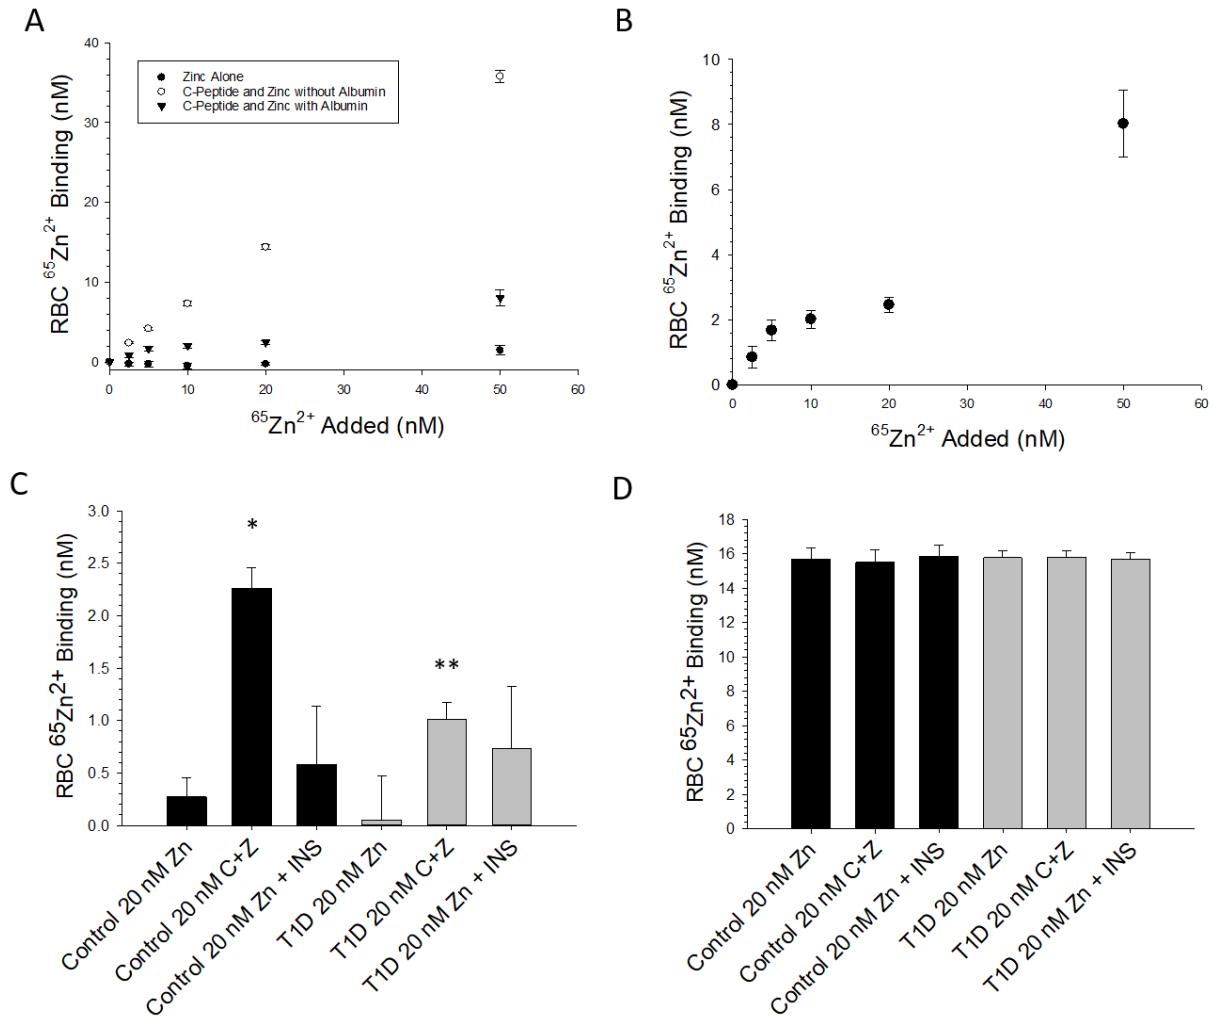 A
RBC 65Zn2+ Binding (nM)
40
30
20
10
0
Zinc Alone
C-Peptide and Zinc without Albumin
C-Peptide and Zinc with Albumin
0 10 20 30 40 50 60
65Zn2+ Added (nM)
B
RBC 65Zn2+ Binding (nM)
10
8
6
4
2
0
0 10 20 30 40 50 60
65Zn2+ Added (nM)
C
RBC 65Zn2+ Binding (nM)
3.0
2.5
2.0
1.5
1.0
0.5
0.0
*
**
Control 20 nM Zn
Control 20 nM C+Z
Control 20 nM Zn + INS
T1D 20 nM Zn
T1D 20 nM C+Z
T1D 20 nM Zn + INS
D
RBC 65Zn2+ Binding (nM)
18
16
14
12
10
8
6
4
2
0
Control 20 nM Zn
Control 20 nM C+Z
Control 20 nM Zn + INS
T1D 20 nM Zn
T1D 20 nM C+Z
T1D 20 nM Zn + INS